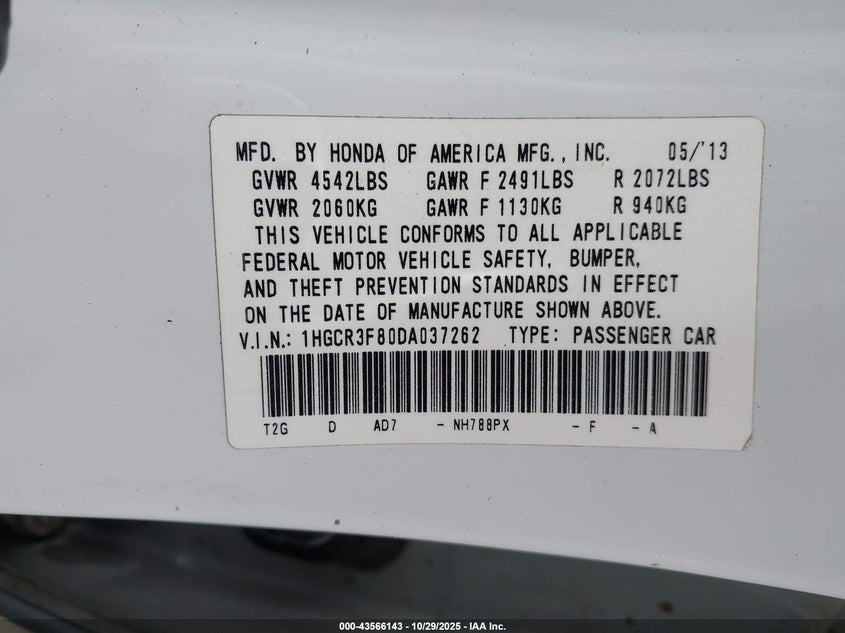 MFD. BY HONDA OF AMERICA MFG., INC. 05/'13
GVWR 4542LBS GAWR F 2491LBS R 2072LBS
GVWR 2060KG GAWR F 1130KG R 940KG
THIS VEHICLE CONFORMS TO ALL APPLICABLE
FEDERAL MOTOR VEHICLE SAFETY, BUMPER,
AND THEFT PREVENTION STANDARDS IN EFFECT
ON THE DATE OF MANUFACTURE SHOWN ABOVE.
V.I.N.: 1HGCR3F80DA037262 TYPE: PASSENGER CAR
T2G D AD7 - NH788PX - F - A
000-43566143 | 10/29/2025 - IAA Inc.